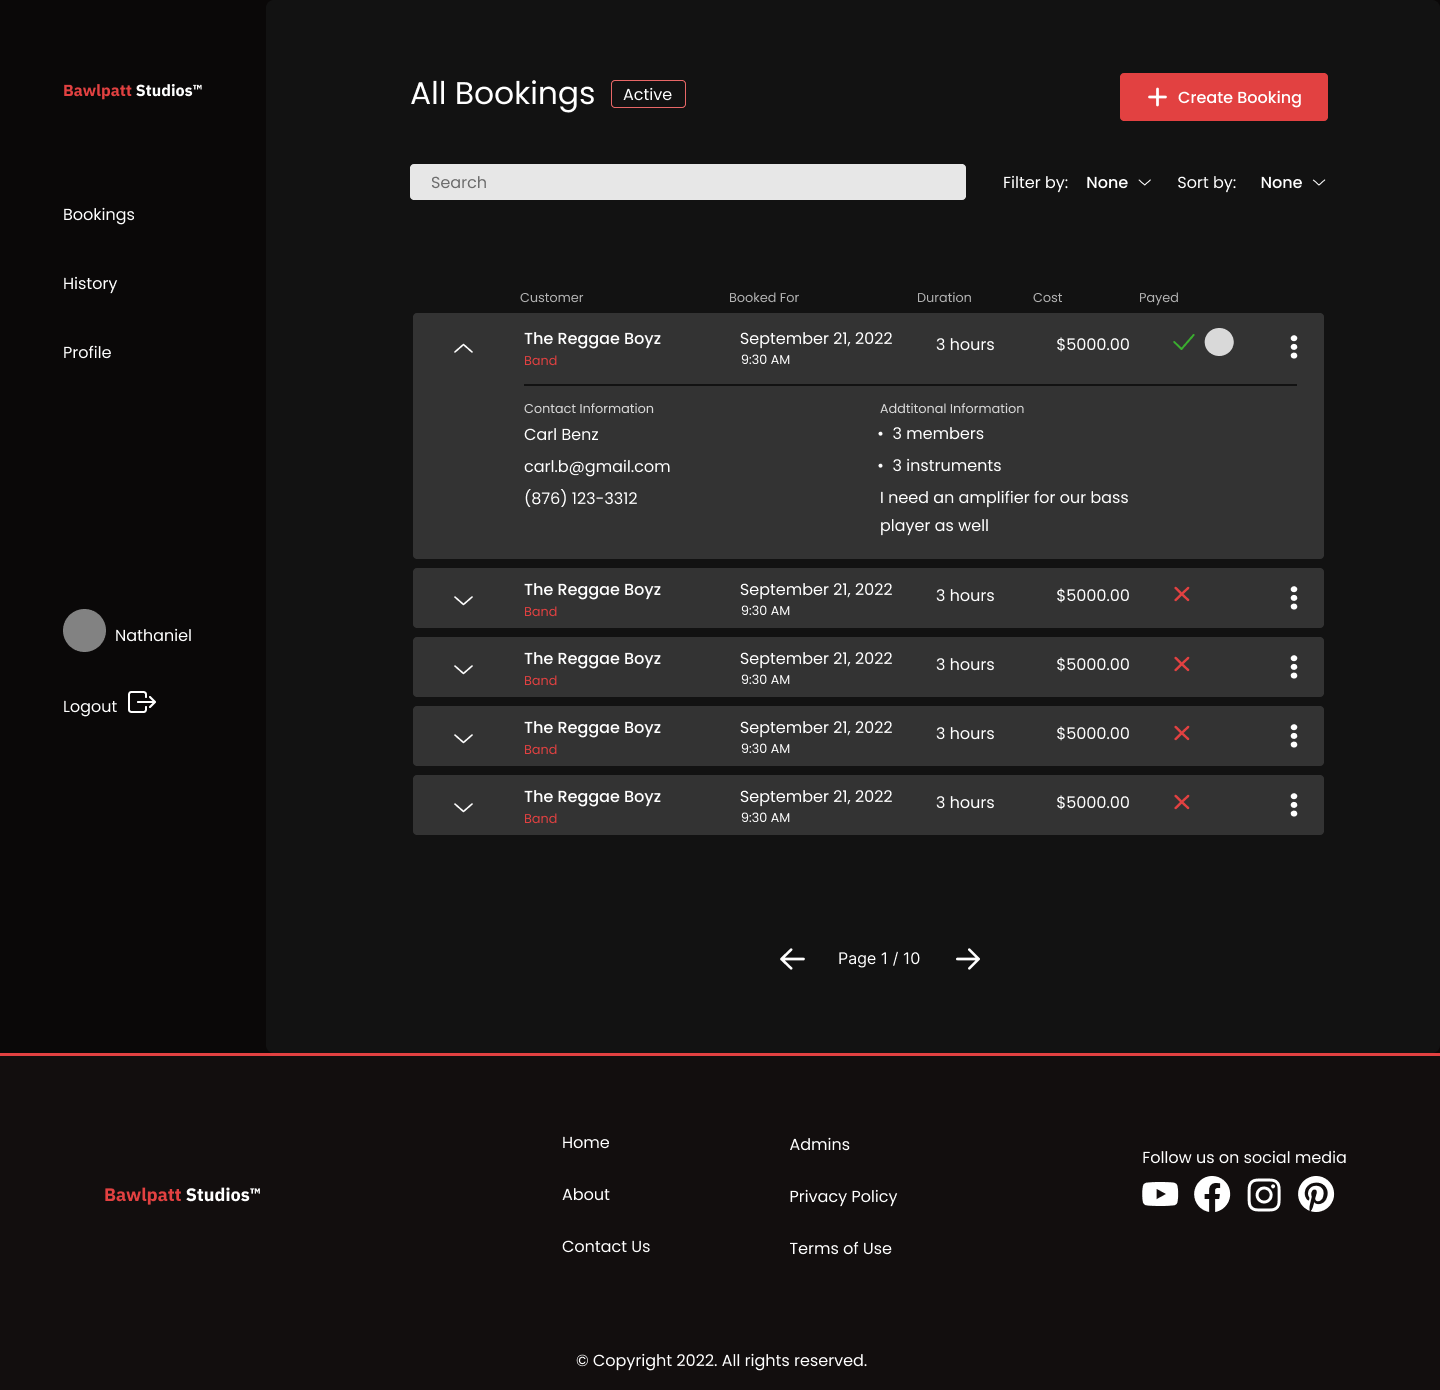 Bawlpatt Studios™
Bookings
History
Profile
Nathaniel
Logout
All Bookings Active
Create Booking
Search
Filter by: None Sort by: None
Customer Booked For Duration Cost Payed
The Reggae Boyz September 21, 2022 3 hours $5000.00
Band 9:30 AM
Contact Information
Carl Benz
carl.b@gmail.com
(876) 123-3312
Additonal Information
• 3 members
• 3 instruments
I need an amplifier for our bass
player as well
The Reggae Boyz September 21, 2022 3 hours $5000.00
Band 9:30 AM
The Reggae Boyz September 21, 2022 3 hours $5000.00
Band 9:30 AM
The Reggae Boyz September 21, 2022 3 hours $5000.00
Band 9:30 AM
The Reggae Boyz September 21, 2022 3 hours $5000.00
Band 9:30 AM
Page 1 / 10
Bawlpatt Studios™
Home
About
Contact Us
Admins
Privacy Policy
Terms of Use
Follow us on social media
© Copyright 2022. All rights reserved.